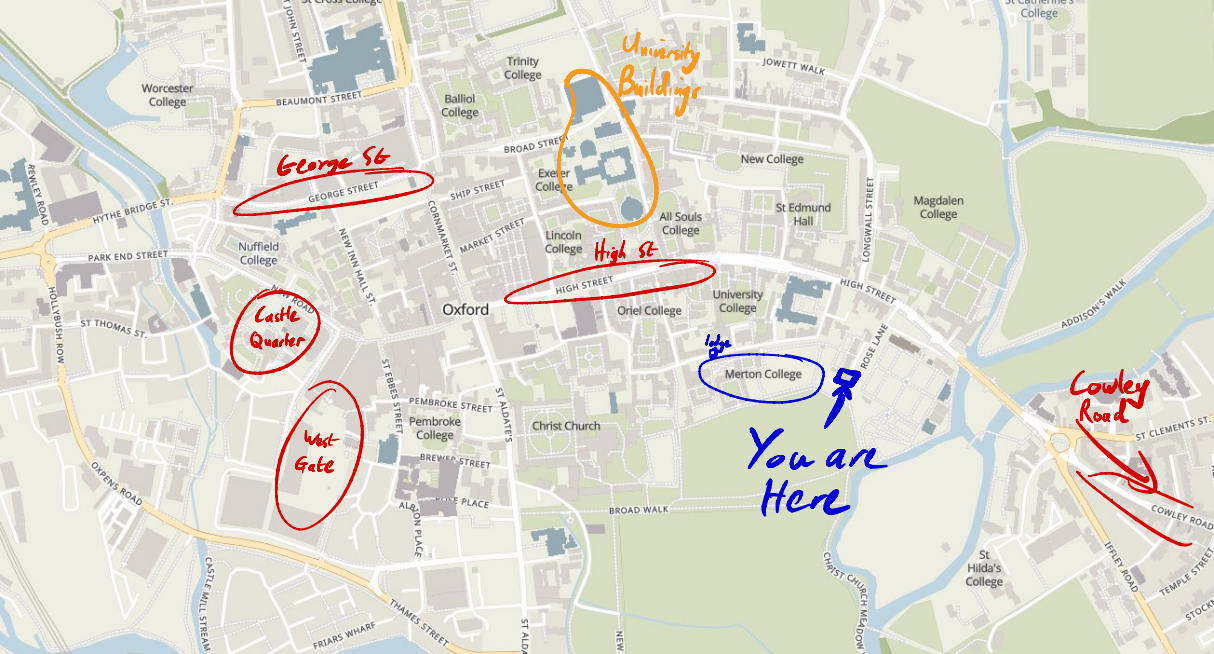 St Cross College
St Catherine's
College
ST JOHN STREET
University
Buildings
Trinity
College
JOWETT WALK
Worcester
College
BEAUMONT STREET
Balliol
College
BROAD STREET
George St
GEORGE STREET
New College
Exeter
College
SHIP STREET
REWLEY ROAD
HYTHE BRIDGE ST.
CORNMARKET ST.
MARKET STREET
LONGWALL STREET
Magdalen
College
St Edmund
Hall
All Souls
College
Lincoln
College
High St
Nuffield
College
NEW INN HALL ST.
PARK END STREET
HIGH STREET
HIGH STREET
NEW ROAD
Castle
Quarter
Oxford
Oriel College
University
College
ADDISON'S WALK
HOLLYBUSH ROW
ST THOMAS' ST.
lodge
Merton College
ROSE LANE
ST EBBES STREET
Cowley
Road
PEMBROKE STREET
ST ALDATE'S
Pembroke
College
Christ Church
West
Gate
BREWER STREET
You are
Here
ST CLEMENTS ST.
OXPENS ROAD
ROSE PLACE
ALBION PLACE
BROAD WALK
COWLEY ROAD
IFFLEY ROAD
St
Hilda's
College
TEMPLE STREET
CASTLE MILL STREAM
CHRIST CHURCH MEADOW
THAMES STREET
FRIARS WHARF
ST ALDA
NEW
STOCKM